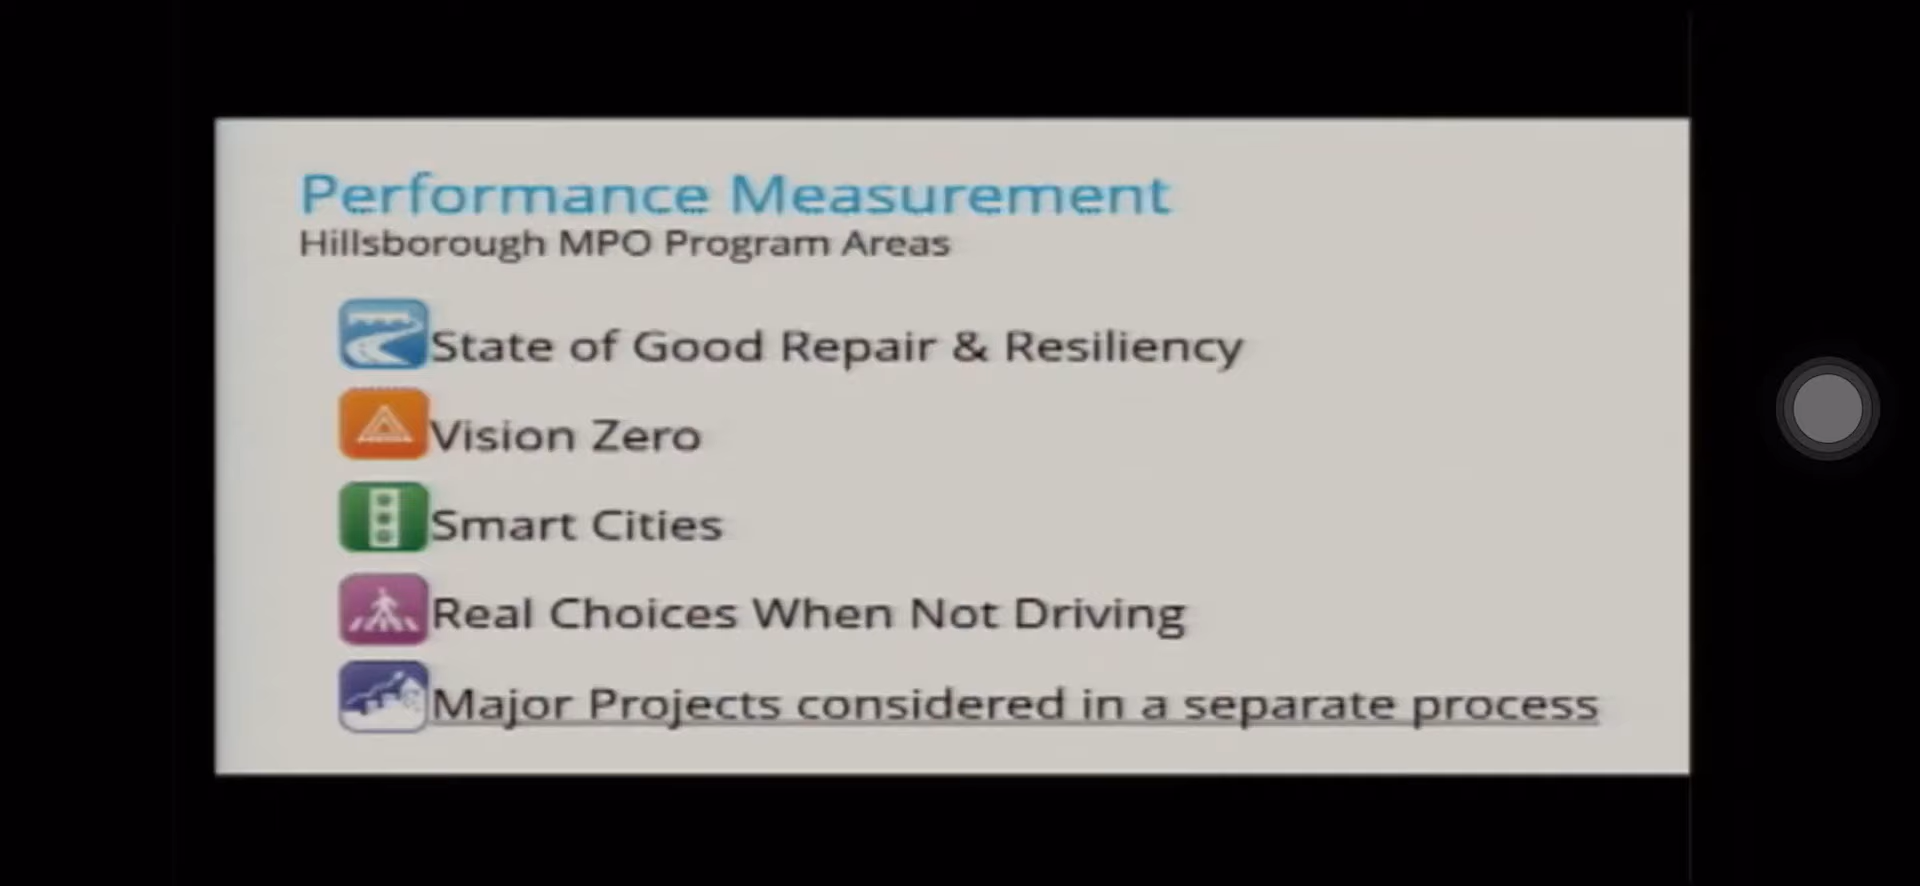 Performance Measurement
Hillsborough MPO Program Areas
State of Good Repair & Resiliency
Vision Zero
Smart Cities
Real Choices When Not Driving
Major Projects considered in a separate process